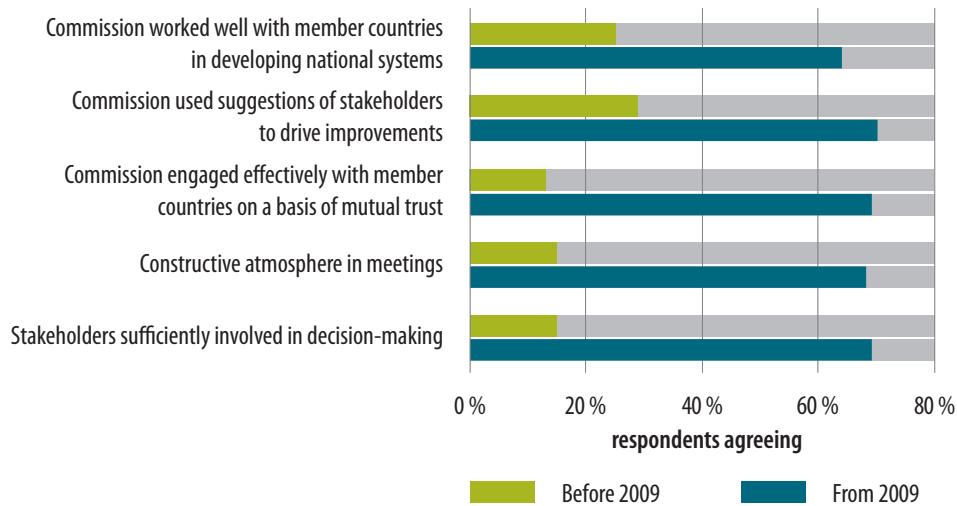 Commission worked well with member countries
in developing national systems
Commission used suggestions of stakeholders
to drive improvements
Commission engaged effectively with member
countries on a basis of mutual trust
Constructive atmosphere in meetings
Stakeholders sufficiently involved in decision-making
0 % 20 % 40 % 60 % 80 %
respondents agreeing
Before 2009 From 2009